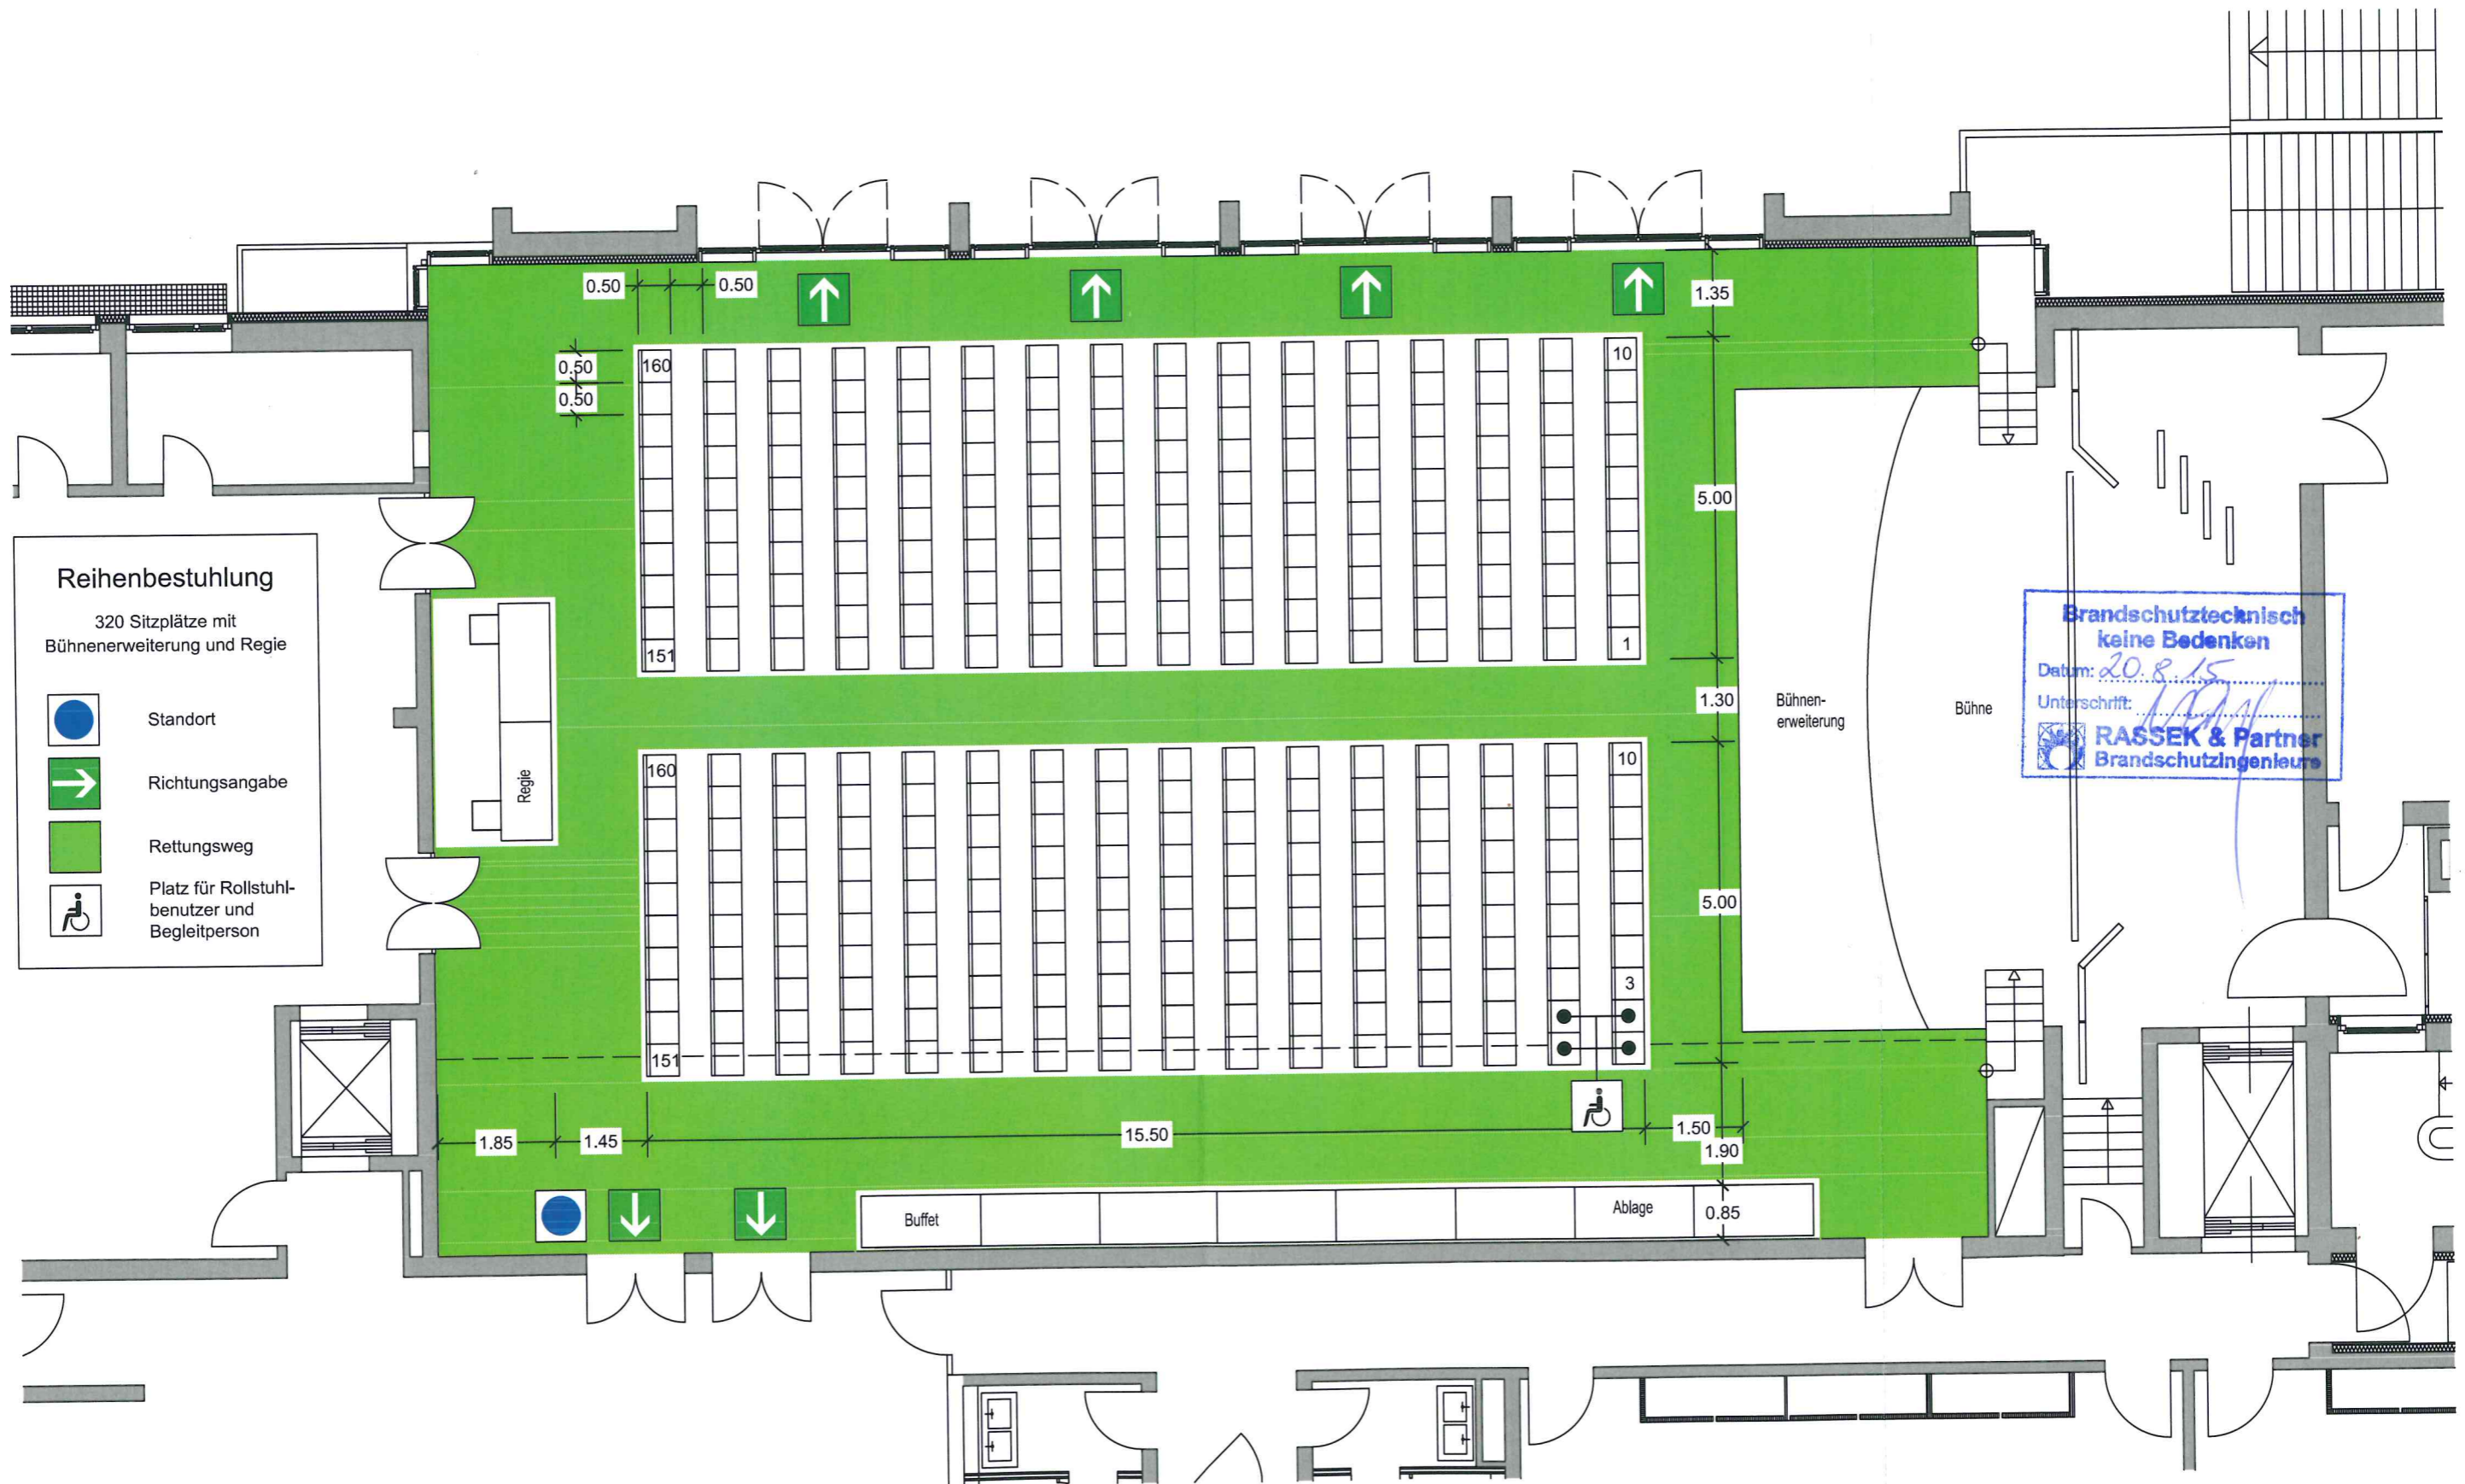 0.50
0.50
1.35
0.50
0.50
160
10
5.00
151
1
1.30
160
10
5.00
3
151
1.85
1.45
15.50
1.50
1.90
0.85
Buffet
Ablage
Regie
Bühnen-
erweiterung
Bühne
Reihenbestuhlung
320 Sitzplätze mit
Bühnenerweiterung und Regie
Standort
Richtungsangabe
Rettungsweg
Platz für Rollstuhl-
benutzer und
Begleitperson
Brandschutztechnisch
keine Bedenken
Datum: 20.8.15
Unterschrift:
RASSEK & Partner
Brandschutzingenieure